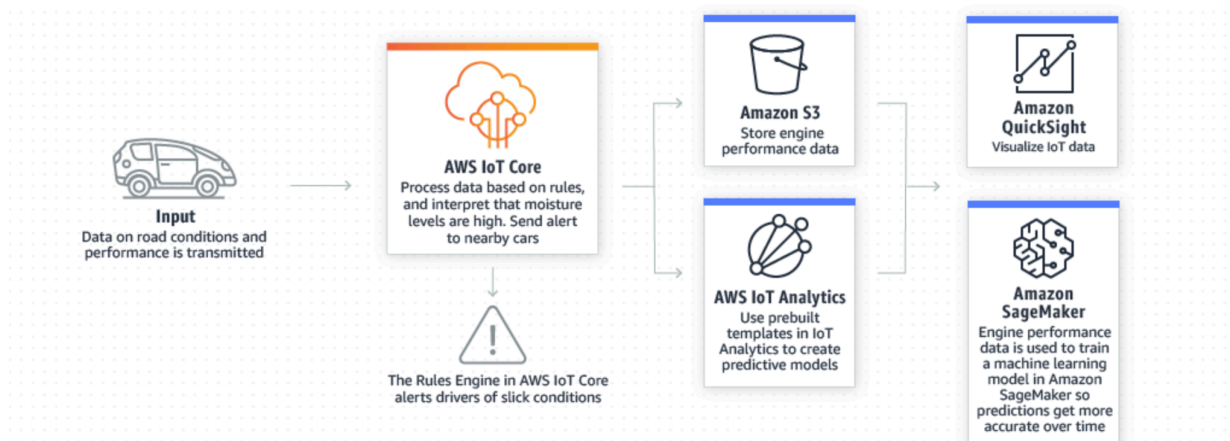 Input
Data on road conditions and
performance is transmitted
AWS IoT Core
Process data based on rules,
and interpret that moisture
levels are high. Send alert
to nearby cars
The Rules Engine in AWS IoT Core
alerts drivers of slick conditions
Amazon S3
Store engine
performance data
AWS IoT Analytics
Use prebuilt
templates in IoT
Analytics to create
predictive models
Amazon
QuickSight
Visualize IoT data
Amazon
SageMaker
Engine performance
data is used to train
a machine learning
model in Amazon
SageMaker so
predictions get more
accurate over time